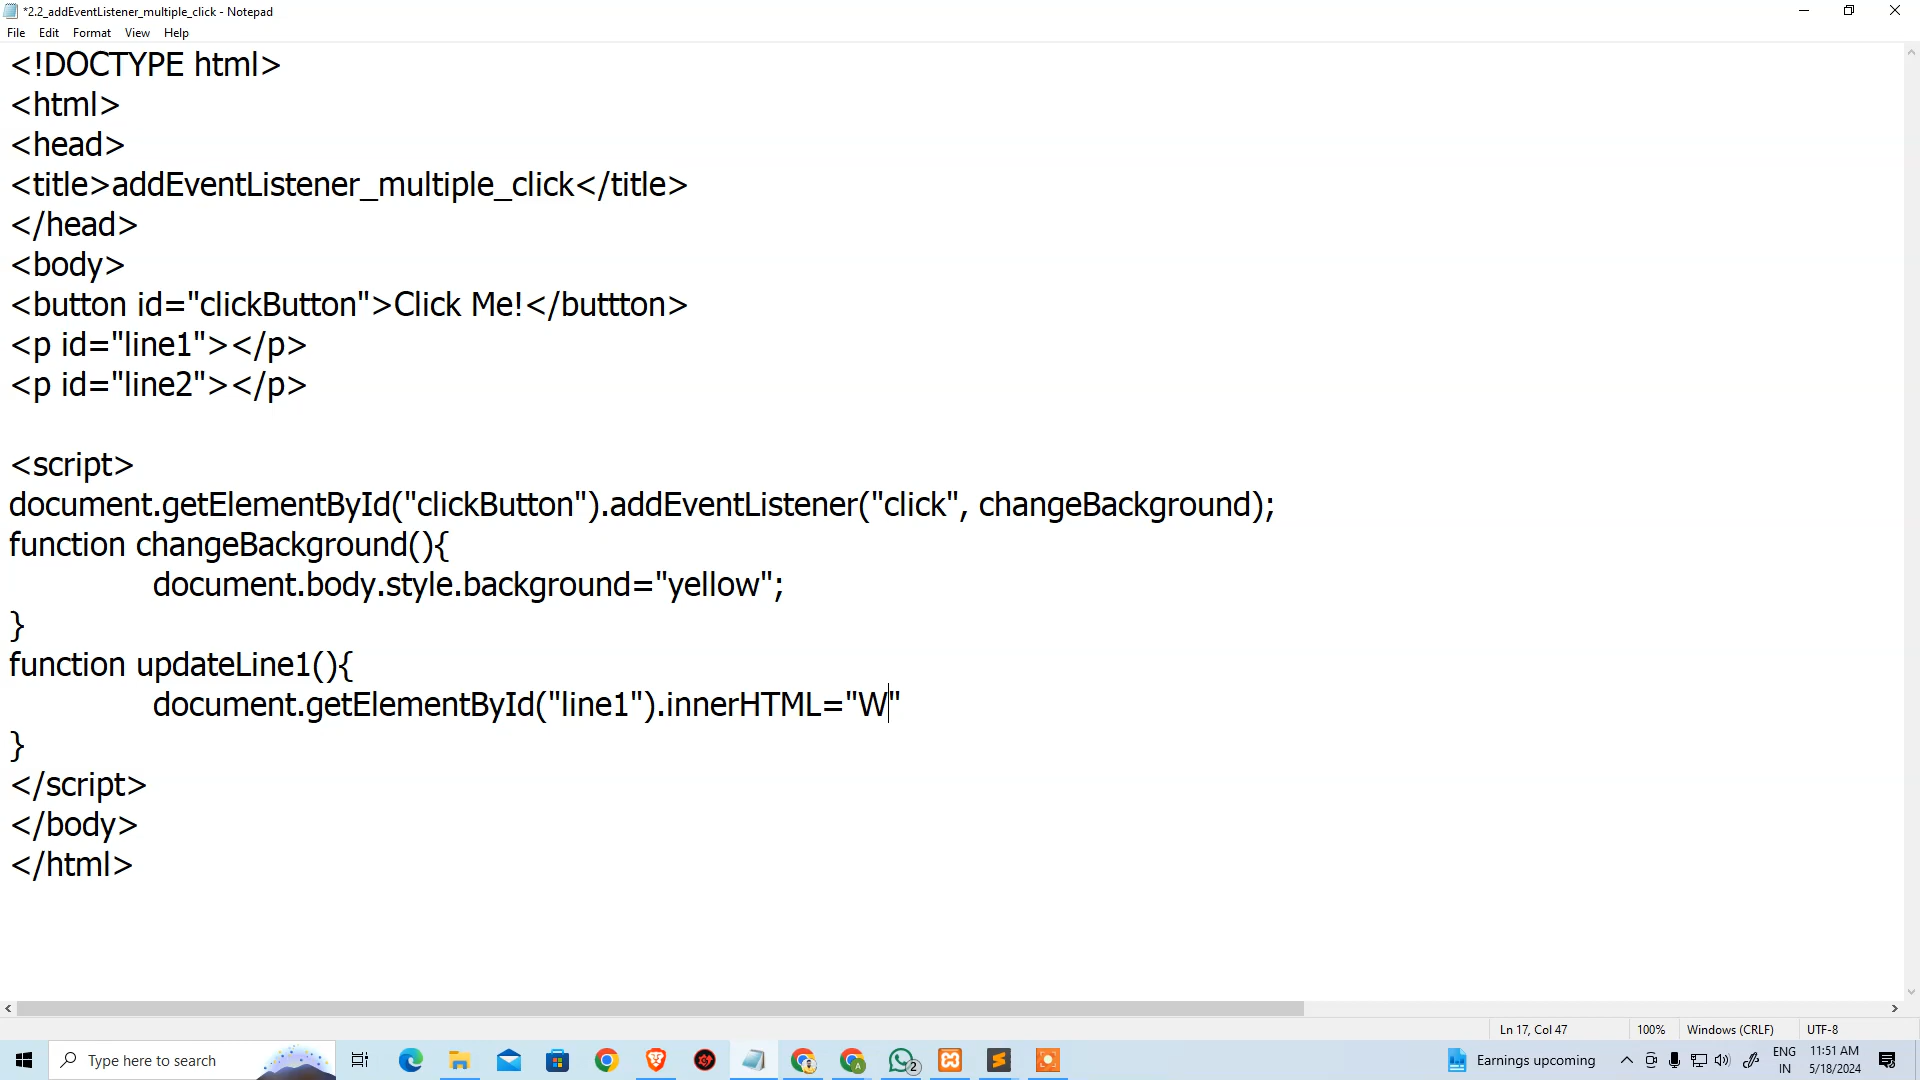 *2.2_addEventListener_multiple_click - Notepad
File Edit Format View Help
<!DOCTYPE html>
<html>
<head>
<title>addEventListener_multiple_click</title>
</head>
<body>
<button id="clickButton">Click Me!</buttton>
<p id="line1"></p>
<p id="line2"></p>
<script>
document.getElementById("clickButton").addEventListener("click", changeBackground);
function changeBackground(){
document.body.style.background="yellow";
}
function updateLine1(){
document.getElementById("line1").innerHTML="W"
}
</script>
</body>
</html>
Ln 17, Col 47 100% Windows (CRLF) UTF-8
Type here to search 2 Earnings upcoming ENG 11:51 AM
IN 5/18/2024